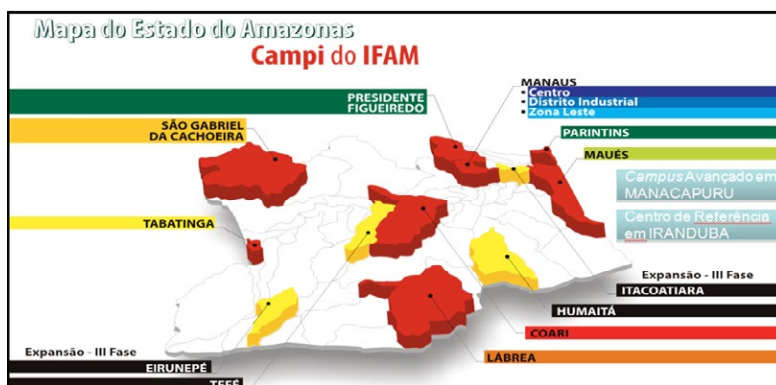 Mapa do Estado do Amazonas
Campi do IFAM
MANAUS
Centro
Distrito Industrial
Zona Leste
PRESIDENTE
FIGUEIREDO
SÃO GABRIEL
DA CACHOEIRA
PARINTINS
MAUÉS
Campus Avançado em
MANACAPURU
Centro de Referência
em IRANDUBA
TABATINGA
Expansão - III Fase
ITACOATIARA
HUMAITÁ
COARI
LÁBREA
Expansão - III Fase
EIRUNEPÉ
TEFÉ